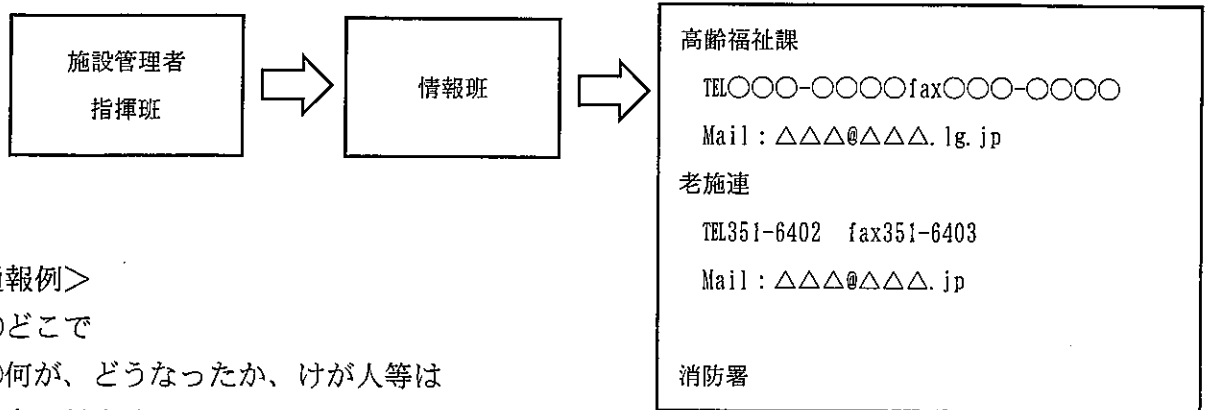 施設管理者
指揮班
情報班
高齢福祉課
TEL○○○-○○○○fax○○○-○○○○
Mail：△△△@△△△.lg.jp
老施連
TEL351-6402 fax351-6403
Mail：△△△@△△△.jp
消防署
報例＞
どこで
何が、どうなったか、けが人等は